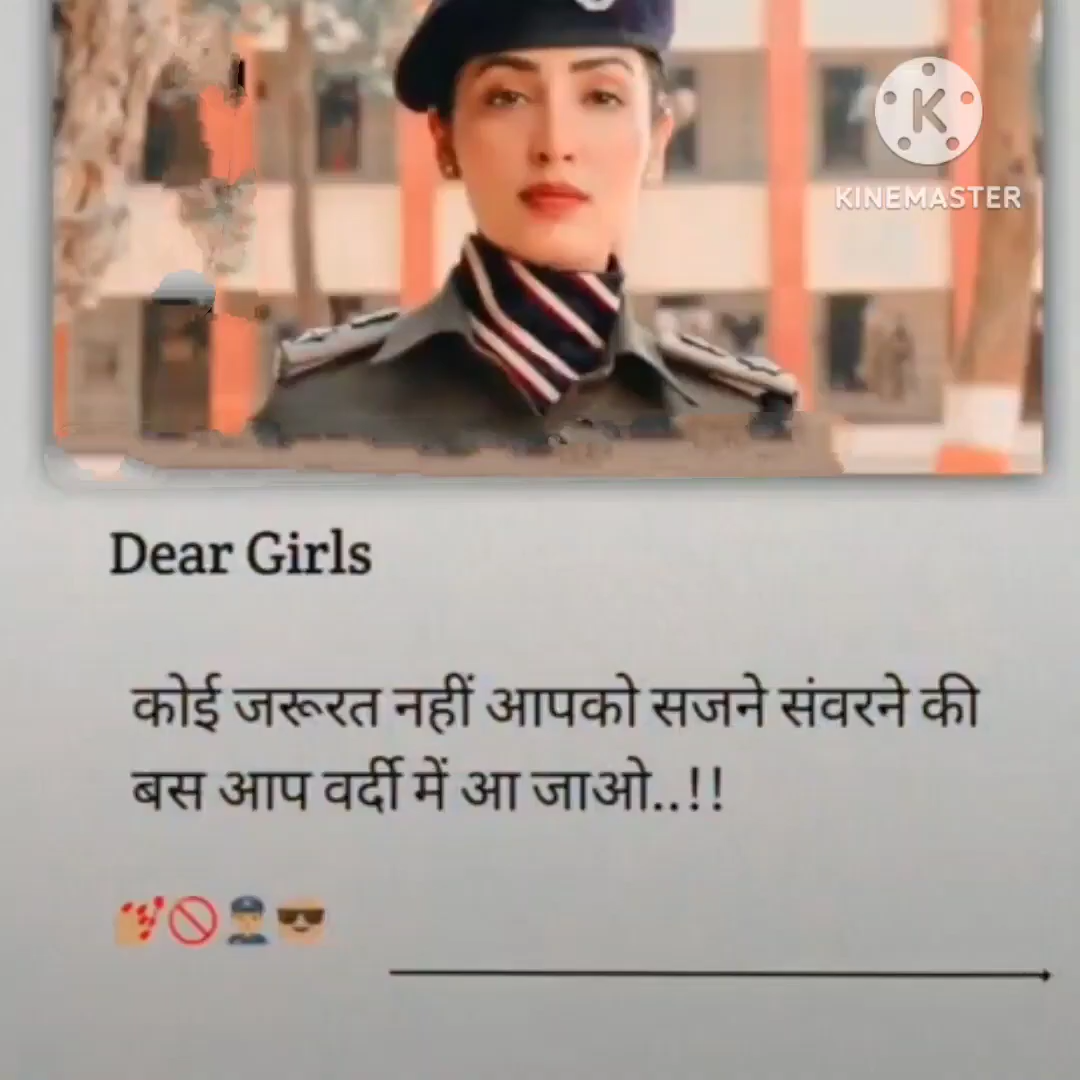 K
KINEMASTER
Dear Girls
कोई जरूरत नहीं आपको सजने संवरने की
बस आप वर्दी में आ जाओ..!!
💅🚫👮😎